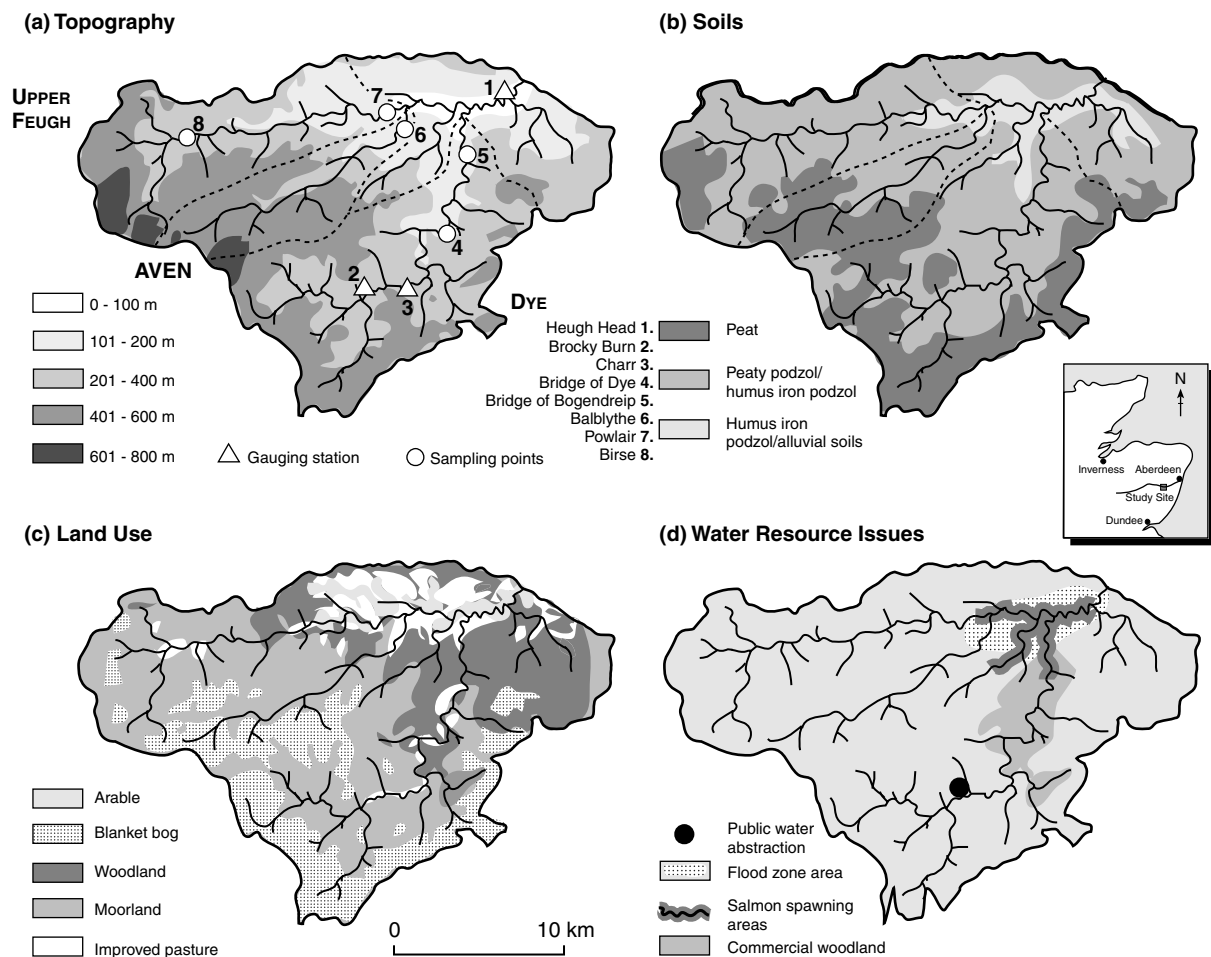 (a) Topography
UPPER
FEUGH
1
7
8
6
5
4
AVEN
2
3
DYE
0 - 100 m
101 - 200 m
201 - 400 m
401 - 600 m
601 - 800 m
Gauging station
Sampling points
Heugh Head 1.
Brocky Burn 2.
Charr 3.
Bridge of Dye 4.
Bridge of Bogendreip 5.
Balblythe 6.
Powlair 7.
Birse 8.
(b) Soils
Peat
Peaty podzol/
humus iron podzol
Humus iron
podzol/alluvial soils
N
Inverness
Aberdeen
Study Site
Dundee
(c) Land Use
Arable
Blanket bog
Woodland
Moorland
Improved pasture
0 10 km
(d) Water Resource Issues
Public water
abstraction
Flood zone area
Salmon spawning
areas
Commercial woodland